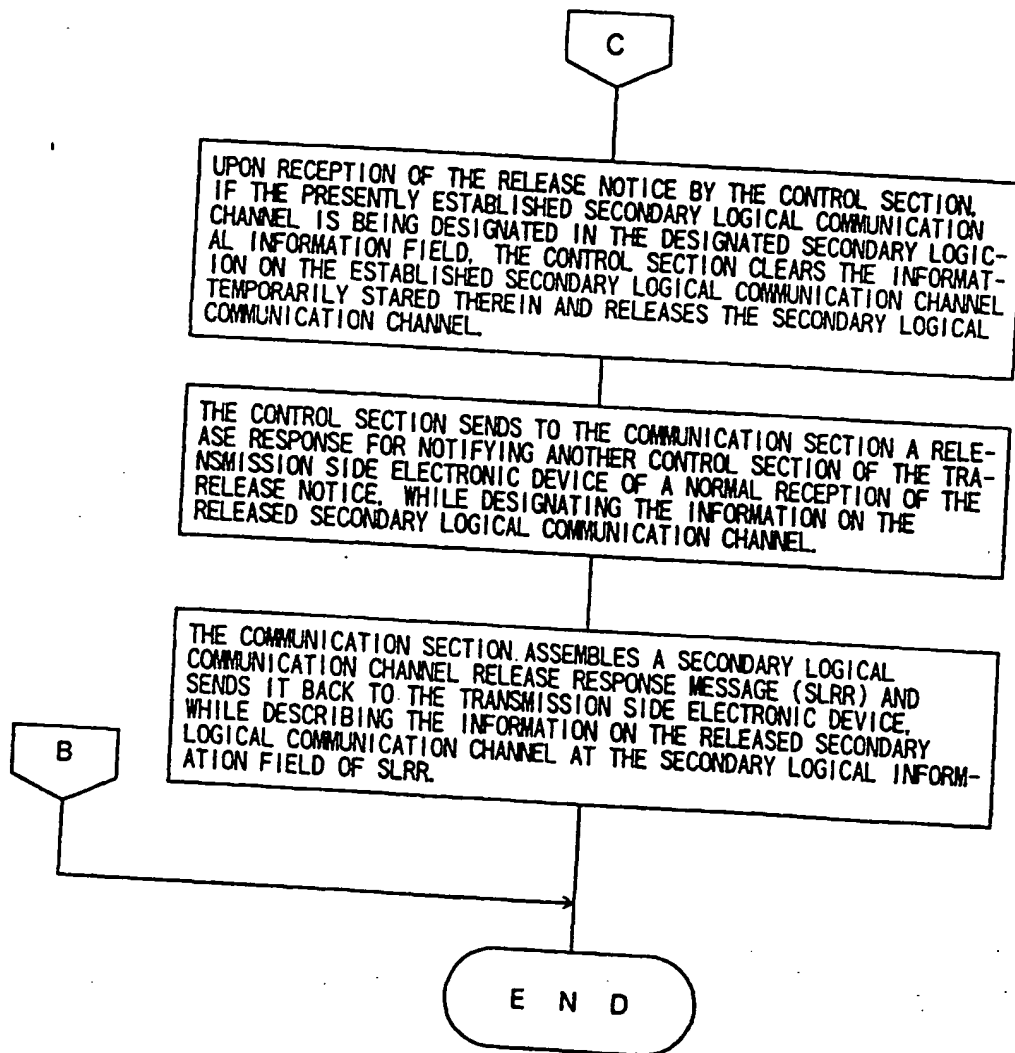 C
UPON RECEPTION OF THE RELEASE NOTICE BY THE CONTROL SECTION,
IF THE PRESENTLY ESTABLISHED SECONDARY LOGICAL COMMUNICATION
CHANNEL IS BEING DESIGNATED IN THE DESIGNATED SECONDARY LOGIC-
AL INFORMATION FIELD, THE CONTROL SECTION CLEARS THE INFORMAT-
ION ON THE ESTABLISHED SECONDARY LOGICAL COMMUNICATION CHANNEL
TEMPORARILY STARED THEREIN AND RELEASES THE SECONDARY LOGICAL
COMMUNICATION CHANNEL.
THE CONTROL SECTION SENDS TO THE COMMUNICATION SECTION A RELE-
ASE RESPONSE FOR NOTIFYING ANOTHER CONTROL SECTION OF THE TRA-
NSMISSION SIDE ELECTRONIC DEVICE OF A NORMAL RECEPTION OF THE
RELEASE NOTICE, WHILE DESIGNATING THE INFORMATION ON THE
RELEASED SECONDARY LOGICAL COMMUNICATION CHANNEL.
THE COMMUNICATION SECTION ASSEMBLES A SECONDARY LOGICAL
COMMUNICATION CHANNEL RELEASE RESPONSE MESSAGE (SLRR) AND
SENDS IT BACK TO THE TRANSMISSION SIDE ELECTRONIC DEVICE,
WHILE DESCRIBING THE INFORMATION ON THE RELEASED SECONDARY
LOGICAL COMMUNICATION CHANNEL AT THE SECONDARY LOGICAL INFORM-
ATION FIELD OF SLRR.
B
E N D